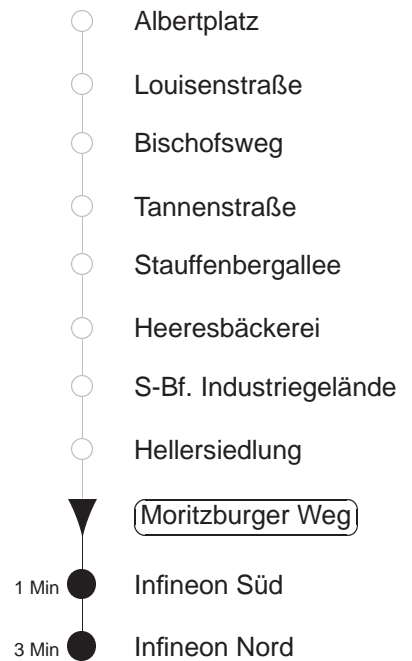 Albertplatz
Louisenstraße
Bischofsweg
Tannenstraße
Stauffenbergallee
Heeresbäckerei
S-Bf. Industriegelände
Hellersiedlung
Moritzburger Weg
1 Min Infineon Süd
3 Min Infineon Nord